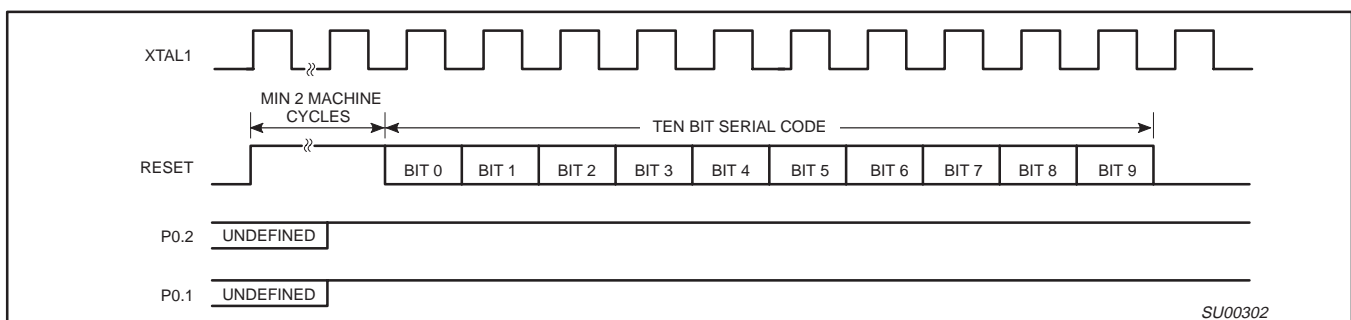 XTAL1
MIN 2 MACHINE
CYCLES
TEN BIT SERIAL CODE
RESET
BIT 0 BIT 1 BIT 2 BIT 3 BIT 4 BIT 5 BIT 6 BIT 7 BIT 8 BIT 9
P0.2 UNDEFINED
P0.1 UNDEFINED
SU00302